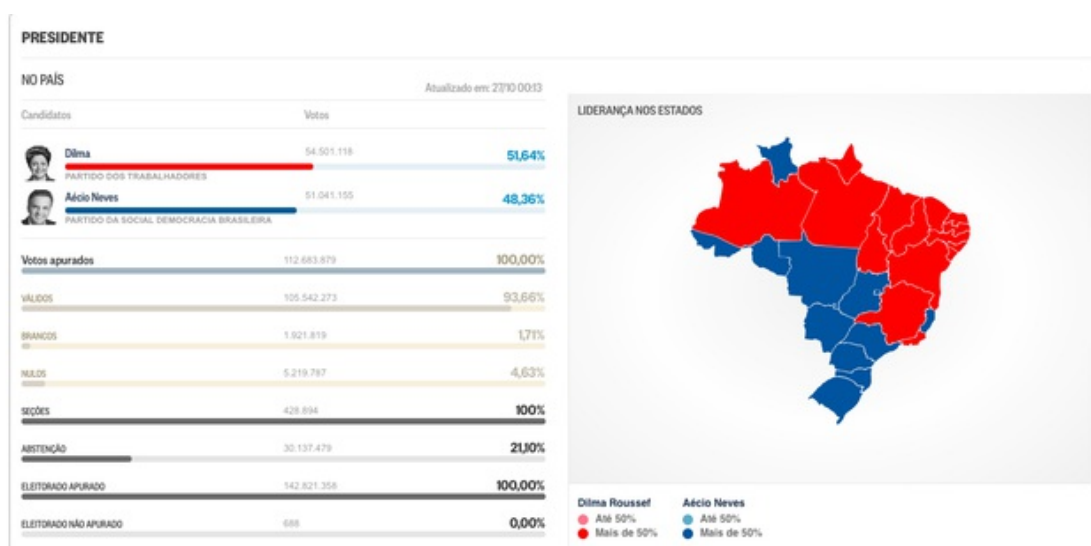 PRESIDENTE
NO PAÍS
Atualizado em: 27/10 00:13
Candidatos Votos
Dilma 54.501.118 51,64%
PARTIDO DOS TRABALHADORES
Aécio Neves 51.041.155 48,36%
PARTIDO DA SOCIAL DEMOCRACIA BRASILEIRA
Votos apurados 112.683.879 100,00%
VÁLIDOS 105.542.273 93,66%
BRANCOS 1.921.819 1,71%
NULOS 5.219.787 4,63%
SEÇÕES 428.894 100%
ABSTENÇÃO 30.137.479 21,10%
ELEITORADO APURADO 142.821.358 100,00%
ELEITORADO NÃO APURADO 688 0,00%
LIDERANÇA NOS ESTADOS
Dilma Roussef Aécio Neves
Até 50% Até 50%
Mais de 50% Mais de 50%